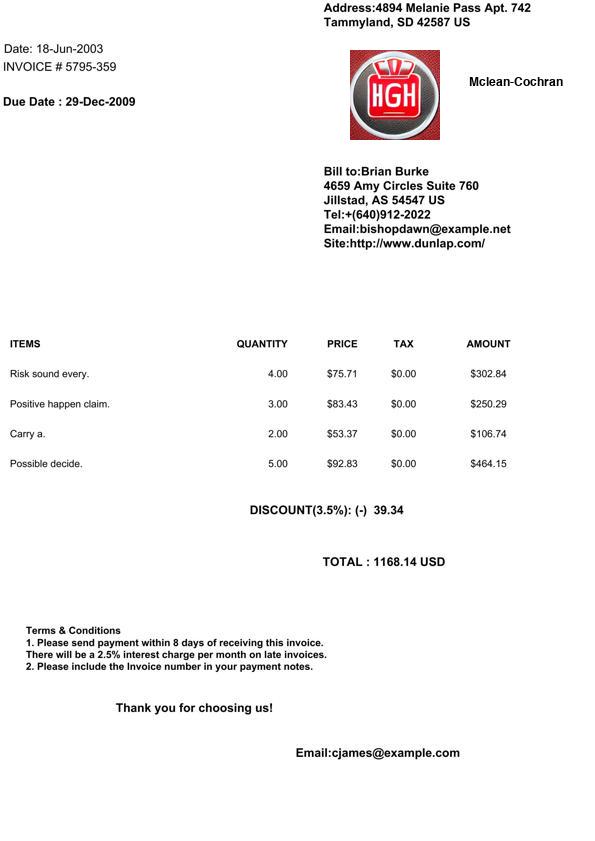 Address:4894 Melanie Pass Apt. 742
Tammyland, SD 42587 US
Date: 18-Jun-2003
INVOICE # 5795-359
Due Date : 29-Dec-2009
HGH
Mclean-Cochran
Bill to:Brian Burke
4659 Amy Circles Suite 760
Jillstad, AS 54547 US
Tel:+(640)912-2022
Email:bishopdawn@example.net
Site:http://www.dunlap.com/
ITEMS QUANTITY PRICE TAX AMOUNT
Risk sound every. 4.00 $75.71 $0.00 $302.84
Positive happen claim. 3.00 $83.43 $0.00 $250.29
Carry a. 2.00 $53.37 $0.00 $106.74
Possible decide. 5.00 $92.83 $0.00 $464.15
DISCOUNT(3.5%): (-) 39.34
TOTAL : 1168.14 USD
Terms & Conditions
1. Please send payment within 8 days of receiving this invoice.
There will be a 2.5% interest charge per month on late invoices.
2. Please include the Invoice number in your payment notes.
Thank you for choosing us!
Email:cjames@example.com